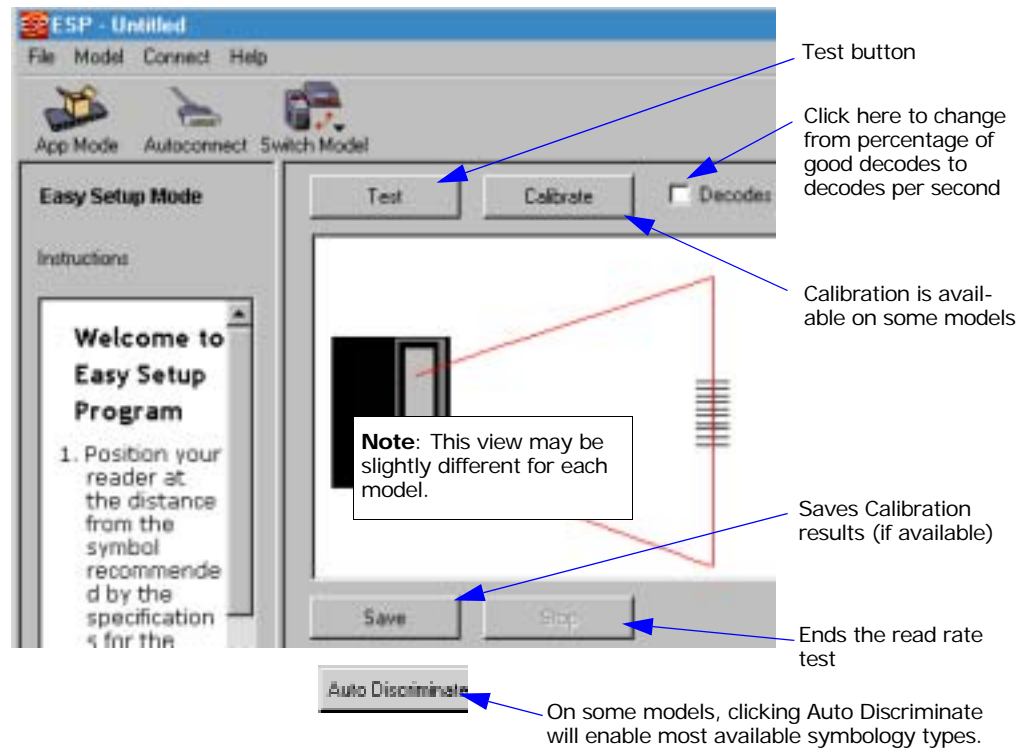 ESP - Untitled
File Model Connect Help
App Mode Autoconnect Switch Model
Test button
Click here to change
from percentage of
good decodes to
decodes per second
Easy Setup Mode
Test Calibrate Decodes
Instructions
Calibration is avail-
able on some models
Welcome to
Easy Setup
Program
1. Position your
reader at
the distance
from the
symbol
recommende
d by the
specification
s for the
Note: This view may be
slightly different for each
model.
Saves Calibration
results (if available)
Save Stop
Ends the read rate
test
Auto Discriminate
On some models, clicking Auto Discriminate
will enable most available symbology types.